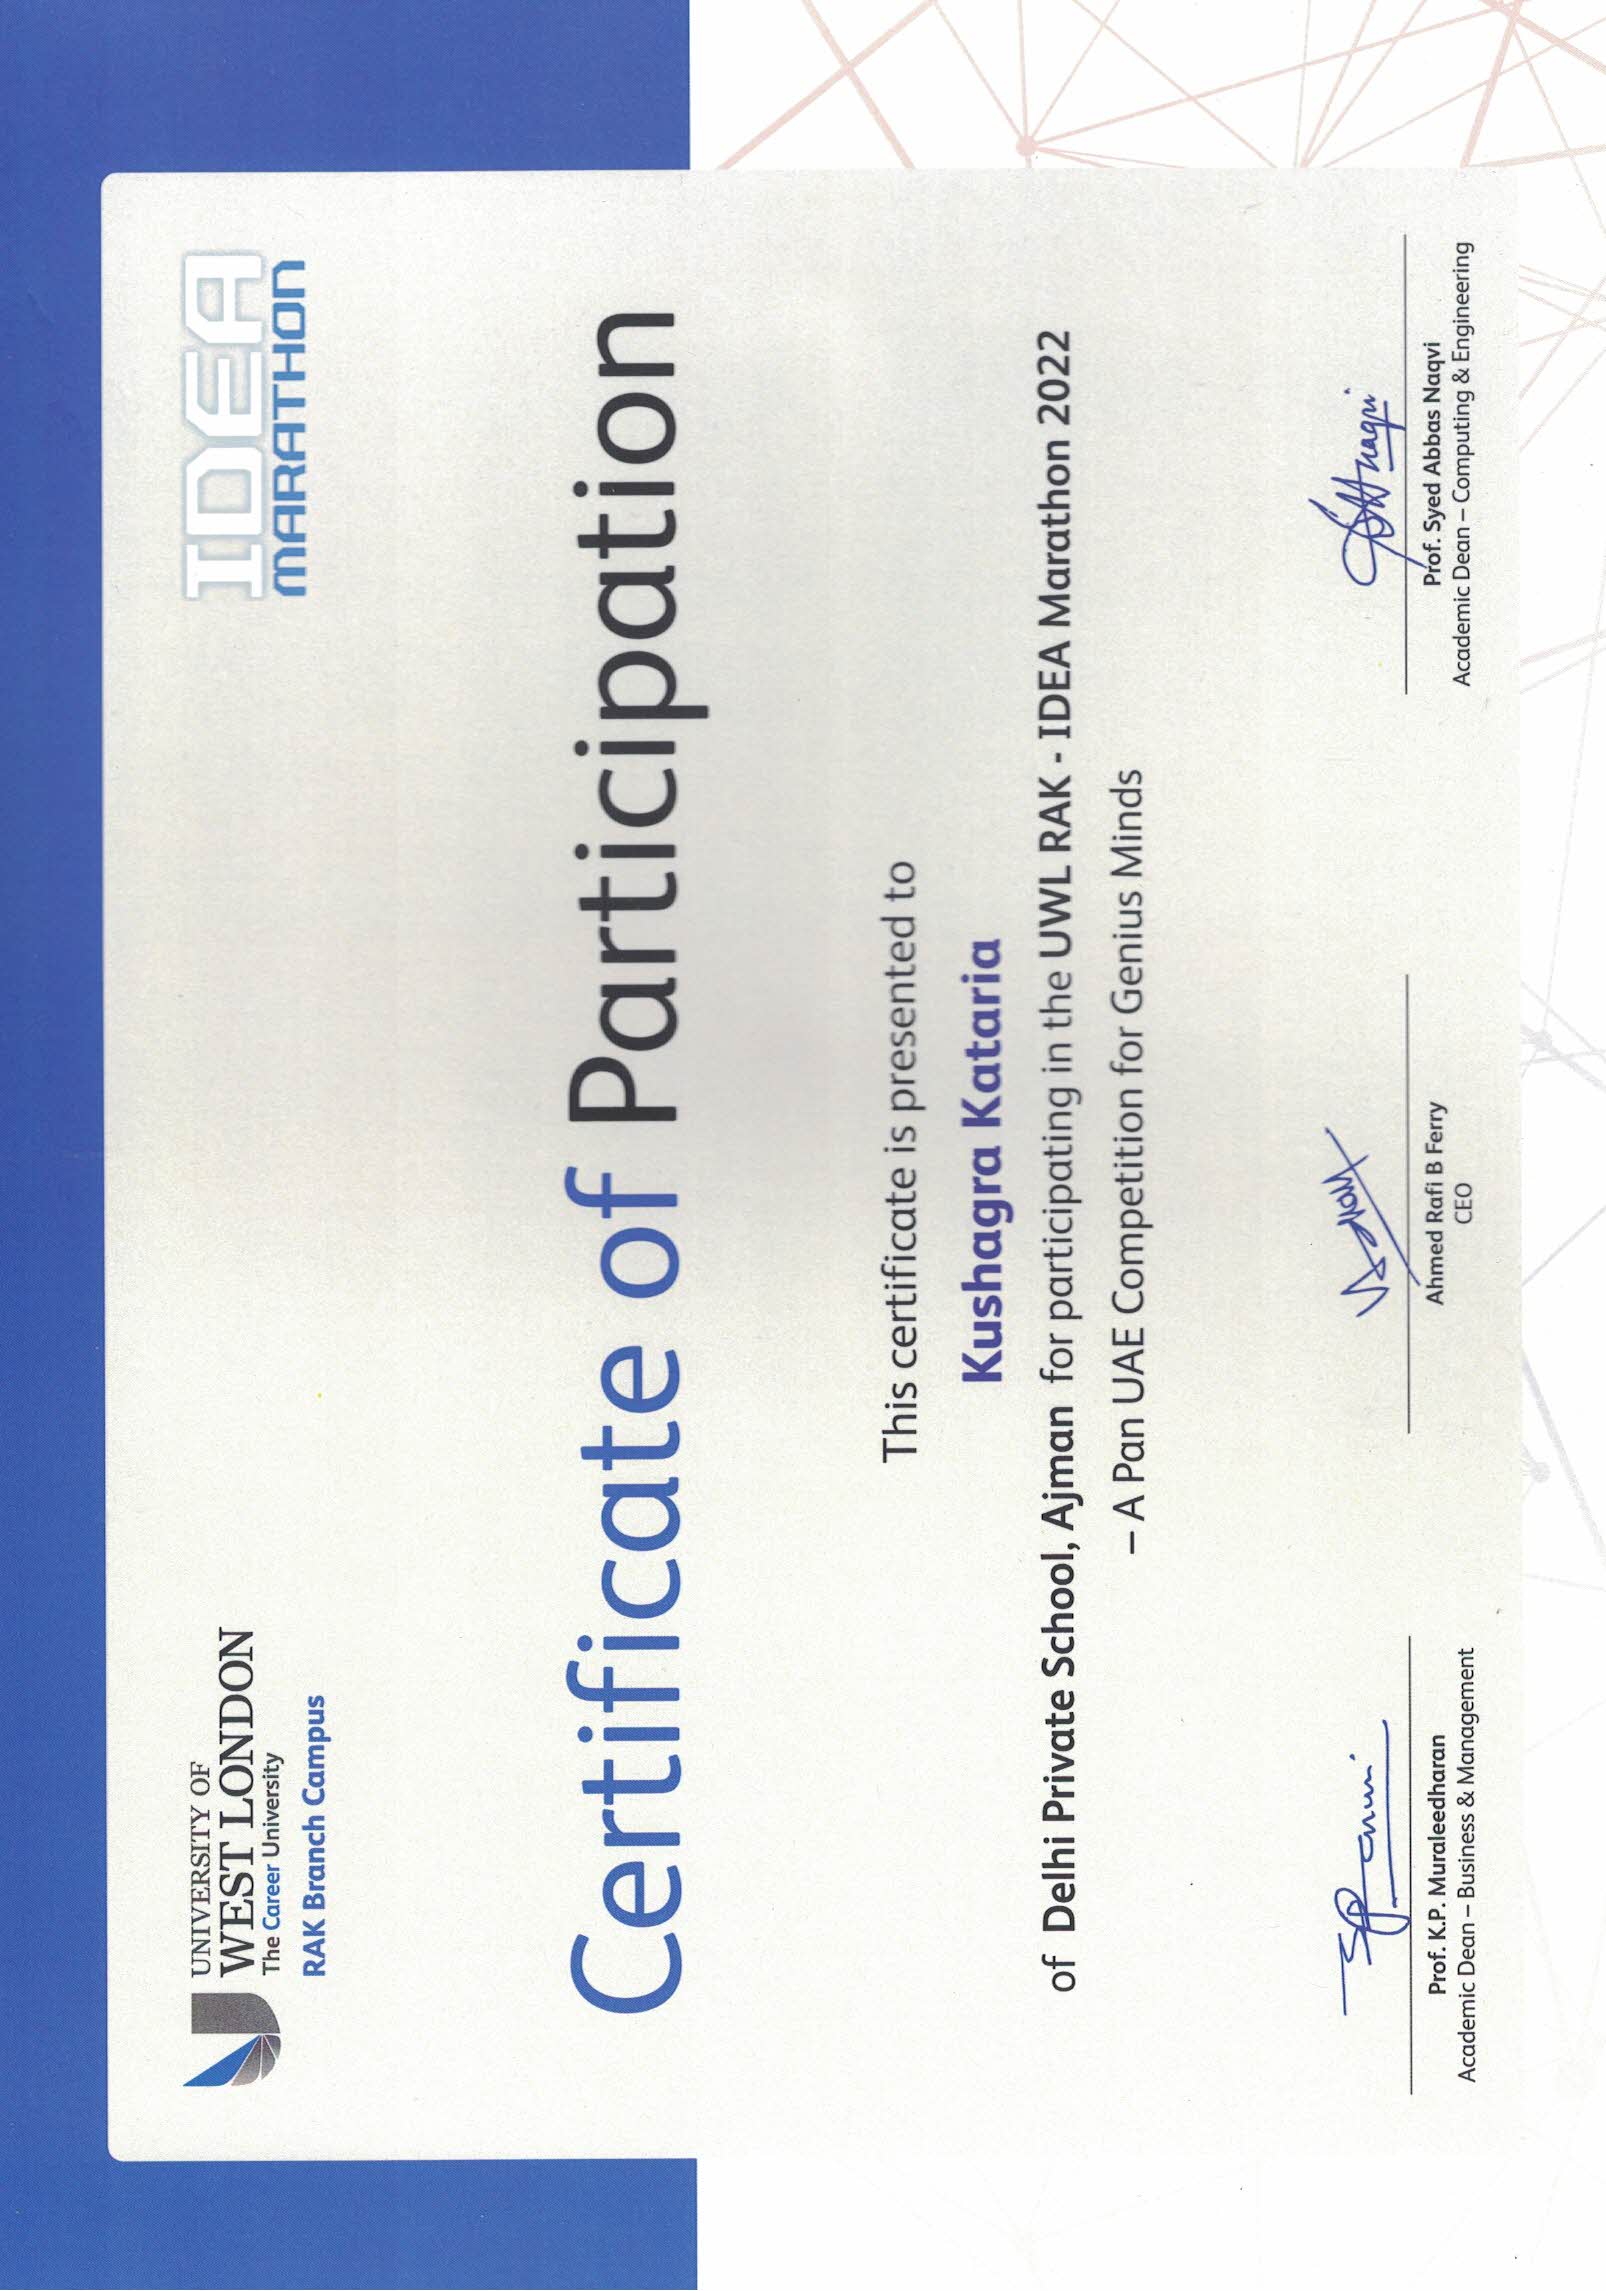 UNIVERSITY OF
WEST LONDON
The Career University
RAK Branch Campus
IDEA
MARATHON
Certificate of Participation
This certificate is presented to
Kushagra Kataria
of Delhi Private School, Ajman for participating in the UWL RAK - IDEA Marathon 2022
– A Pan UAE Competition for Genius Minds
Prof. K.P. Muraleedharan
Academic Dean – Business & Management
Ahmed Rafi B Ferry
CEO
Prof. Syed Abbas Naqvi
Academic Dean – Computing & Engineering